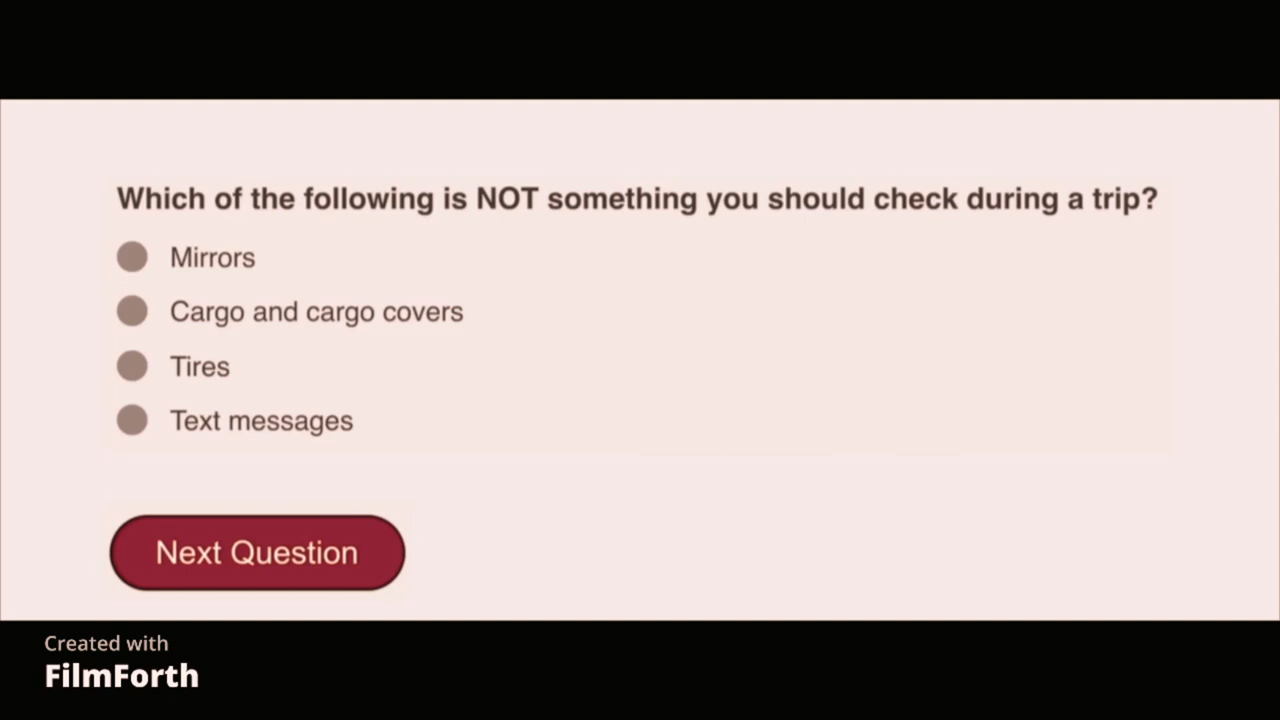 Which of the following is NOT something you should check during a trip?
Mirrors
Cargo and cargo covers
Tires
Text messages
Next Question
Created with
FilmForth